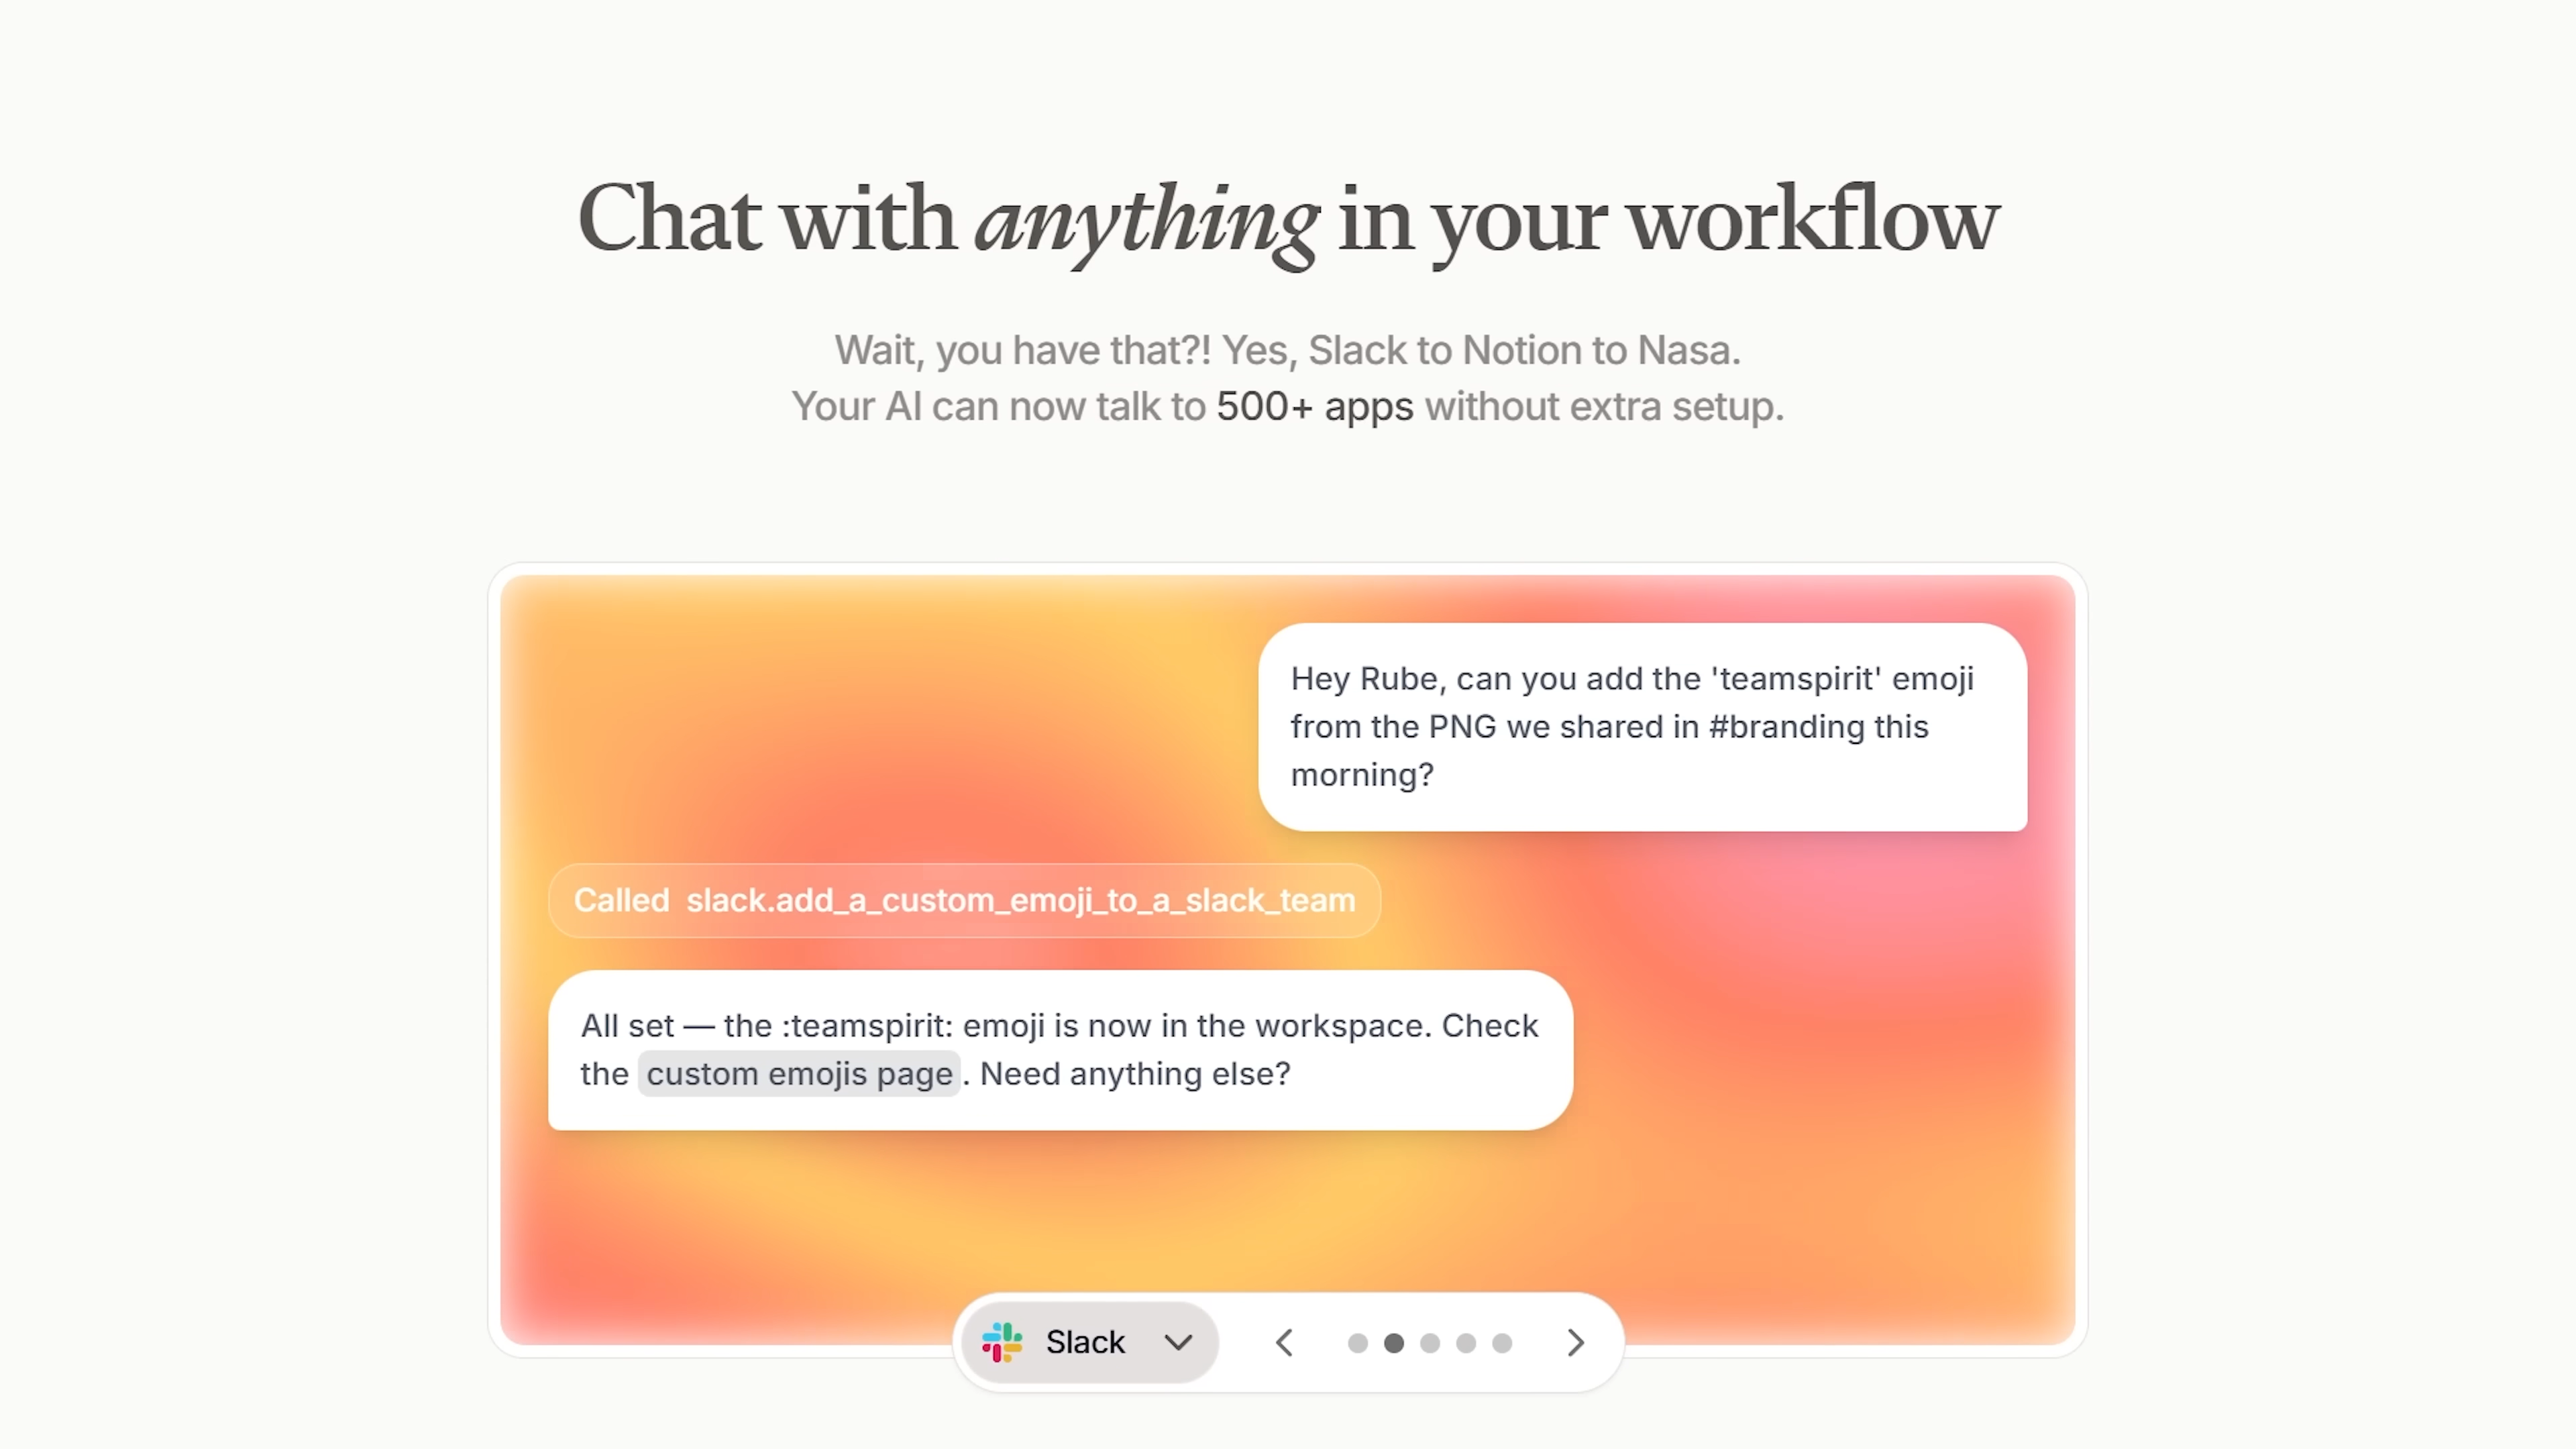 Chat with anything in your workflow
Wait, you have that?! Yes, Slack to Notion to Nasa.
Your AI can now talk to 500+ apps without extra setup.
Hey Rube, can you add the 'teamspirit' emoji
from the PNG we shared in #branding this
morning?
Called slack.add_a_custom_emoji_to_a_slack_team
All set — the :teamspirit: emoji is now in the workspace. Check
the custom emojis page. Need anything else?
Slack